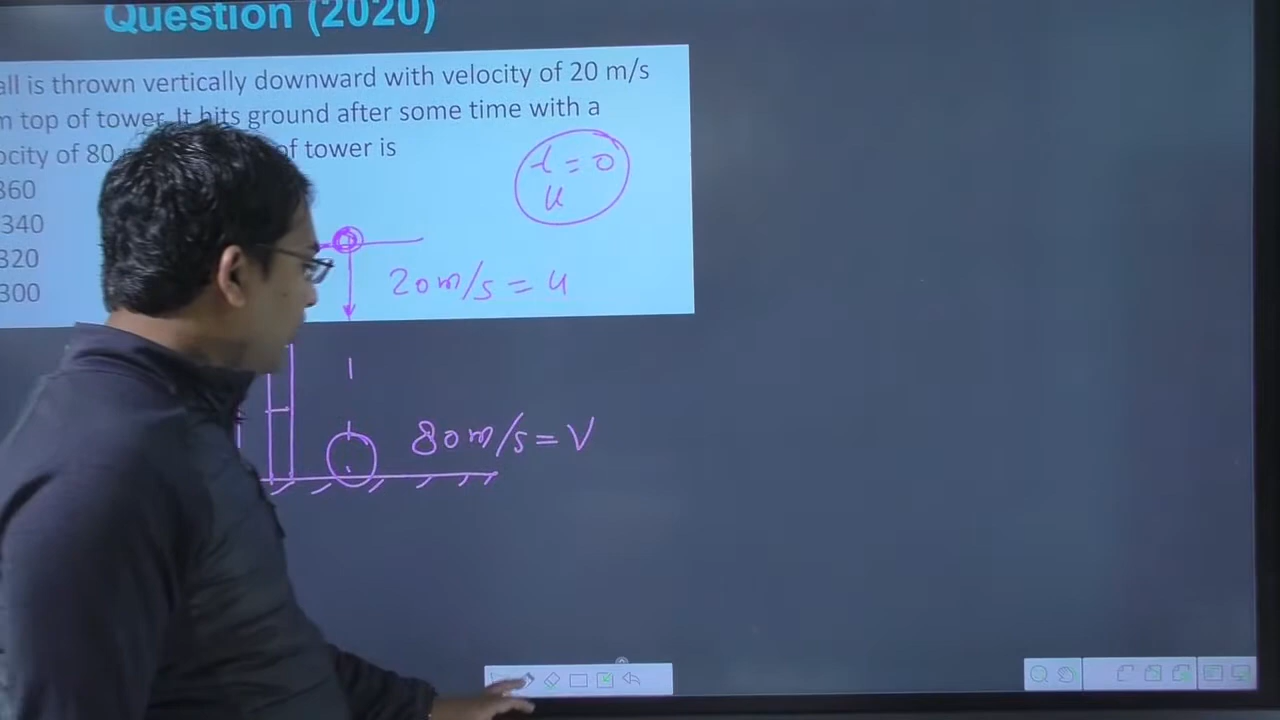 Question (2020)
all is thrown vertically downward with velocity of 20 m/s
m top of tower. It hits ground after some time with a
ocity of 80 of tower is
360
340
320
300
t = 0
u
20 m/s = u
80 m/s = V